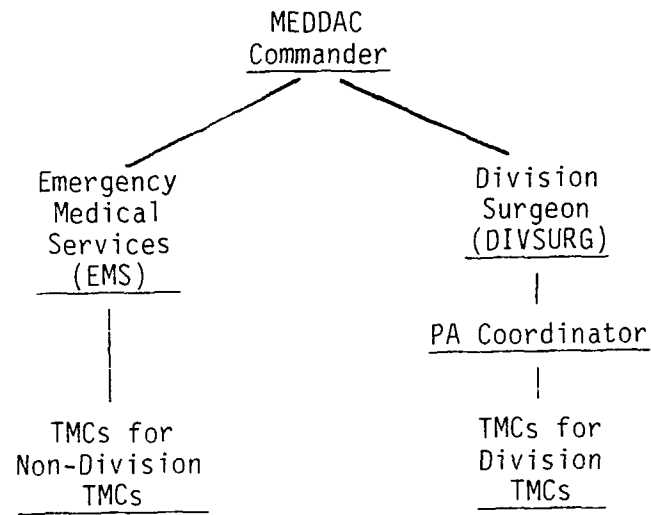 MEDDAC
Commander
Emergency
Medical
Services
(EMS)
Division
Surgeon
(DIVSURG)
PA Coordinator
TMCs for
Non-Division
TMCs
TMCs for
Division
TMCs